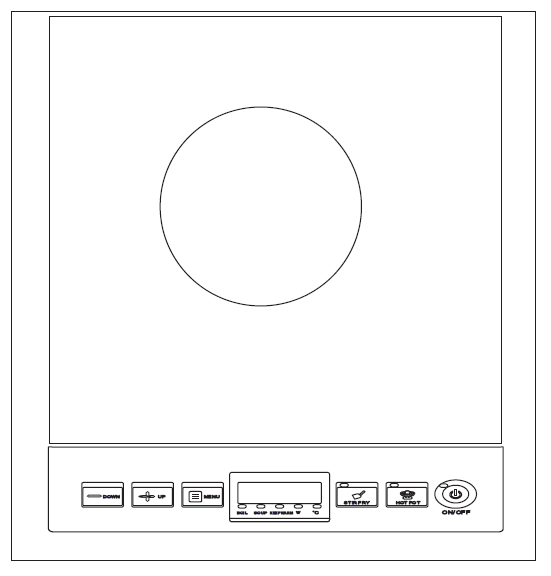 DOWN UP MENU
BOIL SOUP KEEPWARM W °C
STIR FRY HOT POT
ON/OFF